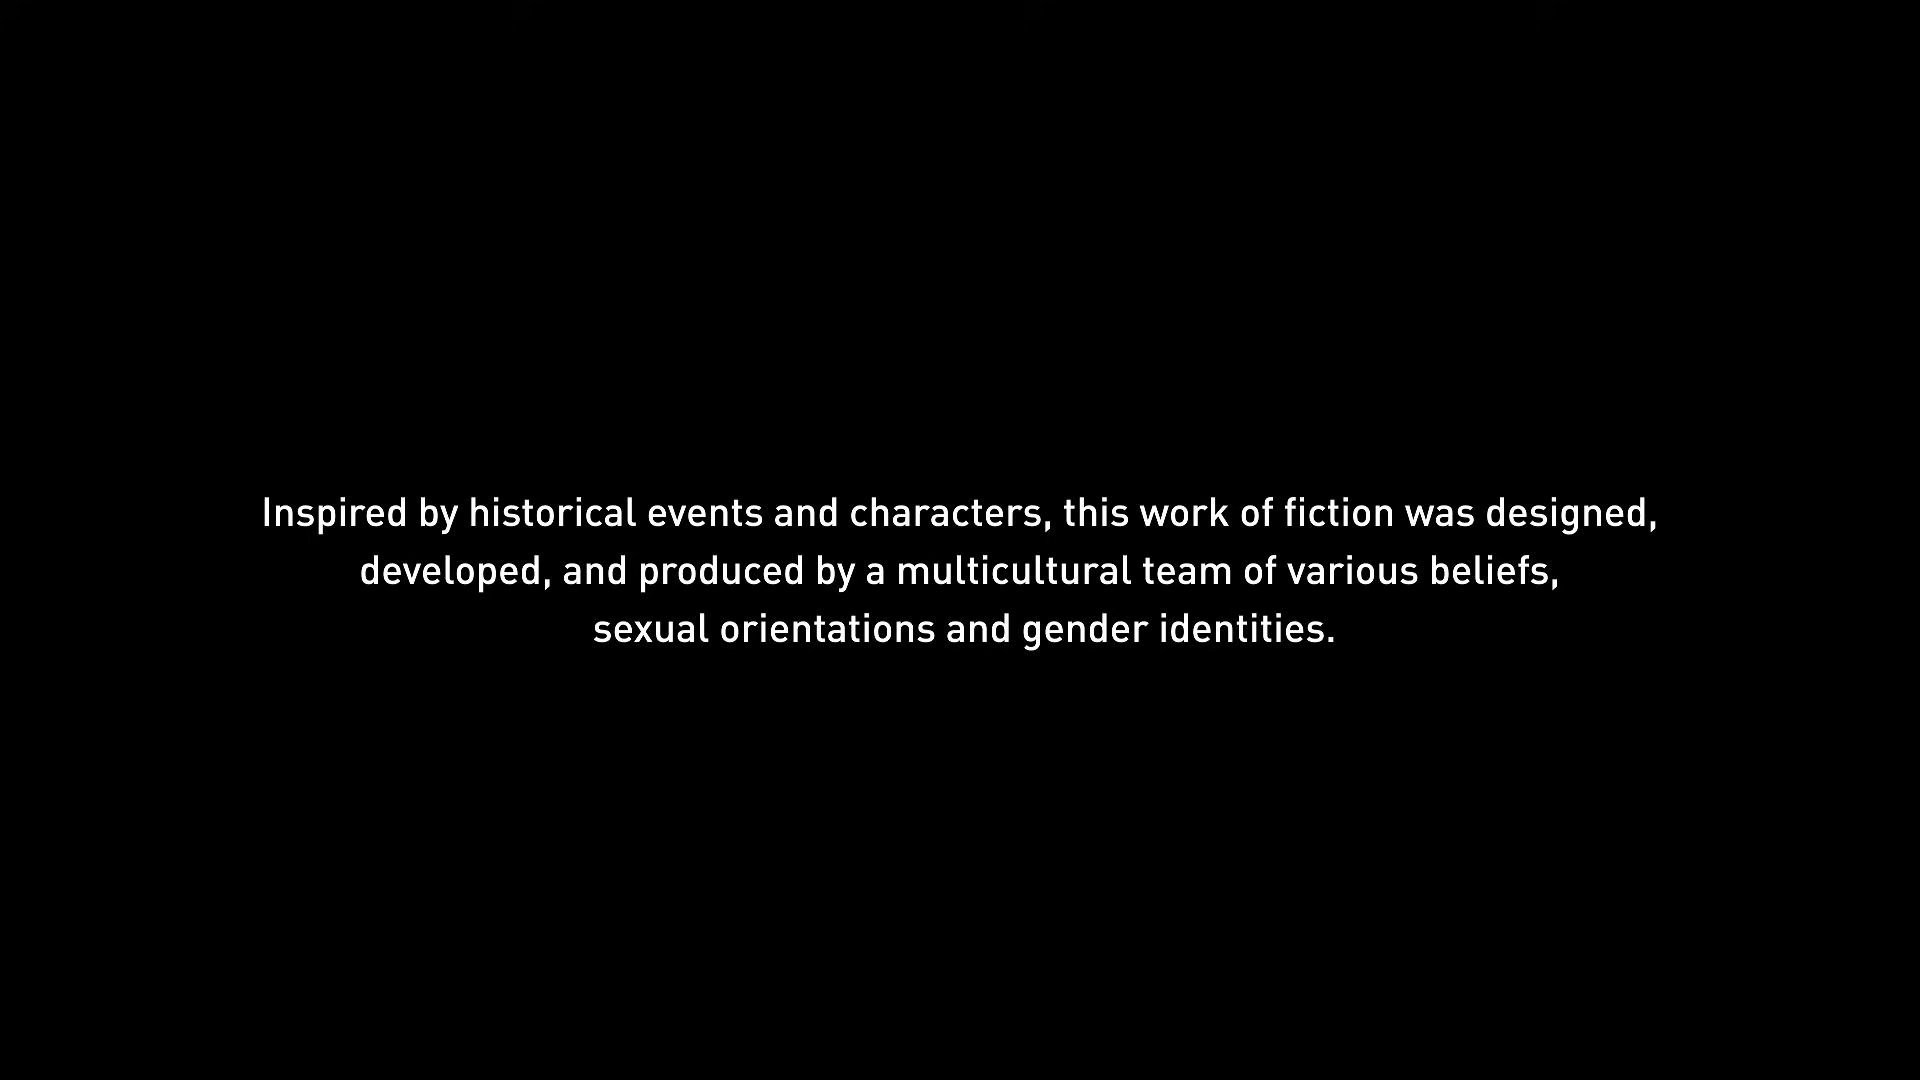 Inspired by historical events and characters, this work of fiction was designed,
developed, and produced by a multicultural team of various beliefs,
sexual orientations and gender identities.